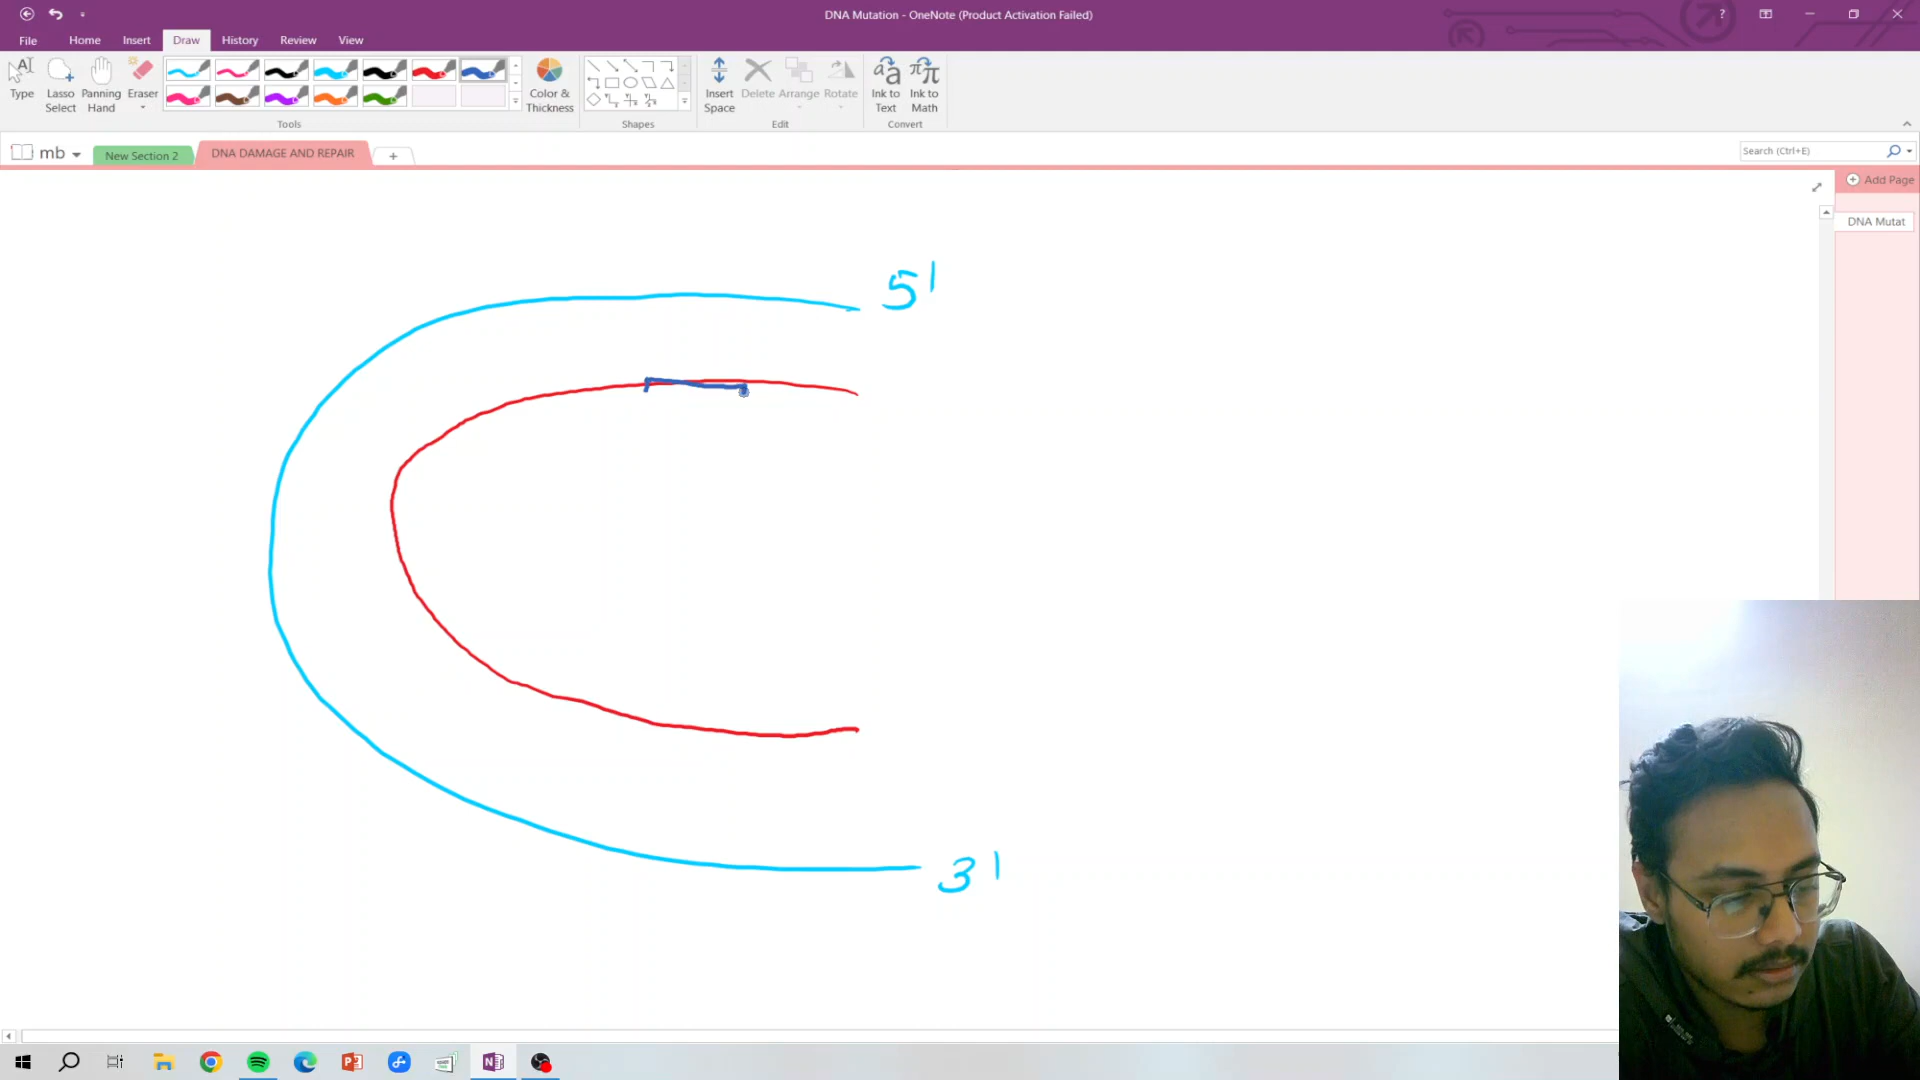 DNA Mutation - OneNote (Product Activation Failed)
?
File Home Insert Draw History Review View
Type
Lasso Select
Panning Hand
Eraser
Color & Thickness
Insert Space
Delete
Arrange
Rotate
Ink to Text
Ink to Math
Tools
Shapes
Edit
Convert
mb
New Section 2
DNA DAMAGE AND REPAIR
+
Search (Ctrl+E)
Add Page
DNA Mutat
5'
3'